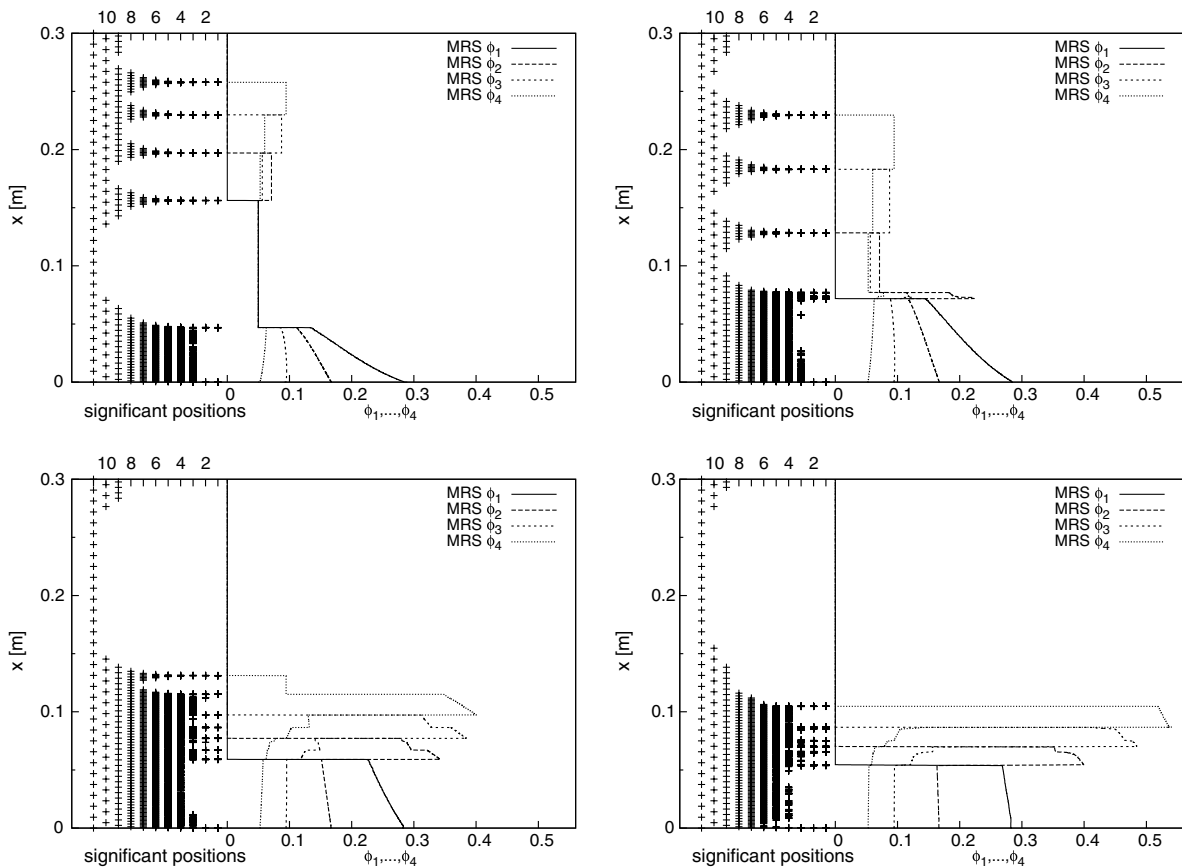 10 8 6 4 2
0.3
MRS ϕ1
MRS ϕ2
MRS ϕ3
MRS ϕ4
0.2
x [m]
0.1
0
0 0.1 0.2 0.3 0.4 0.5
significant positions
ϕ1,...,ϕ4
10 8 6 4 2
0.3
MRS ϕ1
MRS ϕ2
MRS ϕ3
MRS ϕ4
0.2
x [m]
0.1
0
0 0.1 0.2 0.3 0.4 0.5
significant positions
ϕ1,...,ϕ4
10 8 6 4 2
0.3
MRS ϕ1
MRS ϕ2
MRS ϕ3
MRS ϕ4
0.2
x [m]
0.1
0
0 0.1 0.2 0.3 0.4 0.5
significant positions
ϕ1,...,ϕ4
10 8 6 4 2
0.3
MRS ϕ1
MRS ϕ2
MRS ϕ3
MRS ϕ4
0.2
x [m]
0.1
0
0 0.1 0.2 0.3 0.4 0.5
significant positions
ϕ1,...,ϕ4